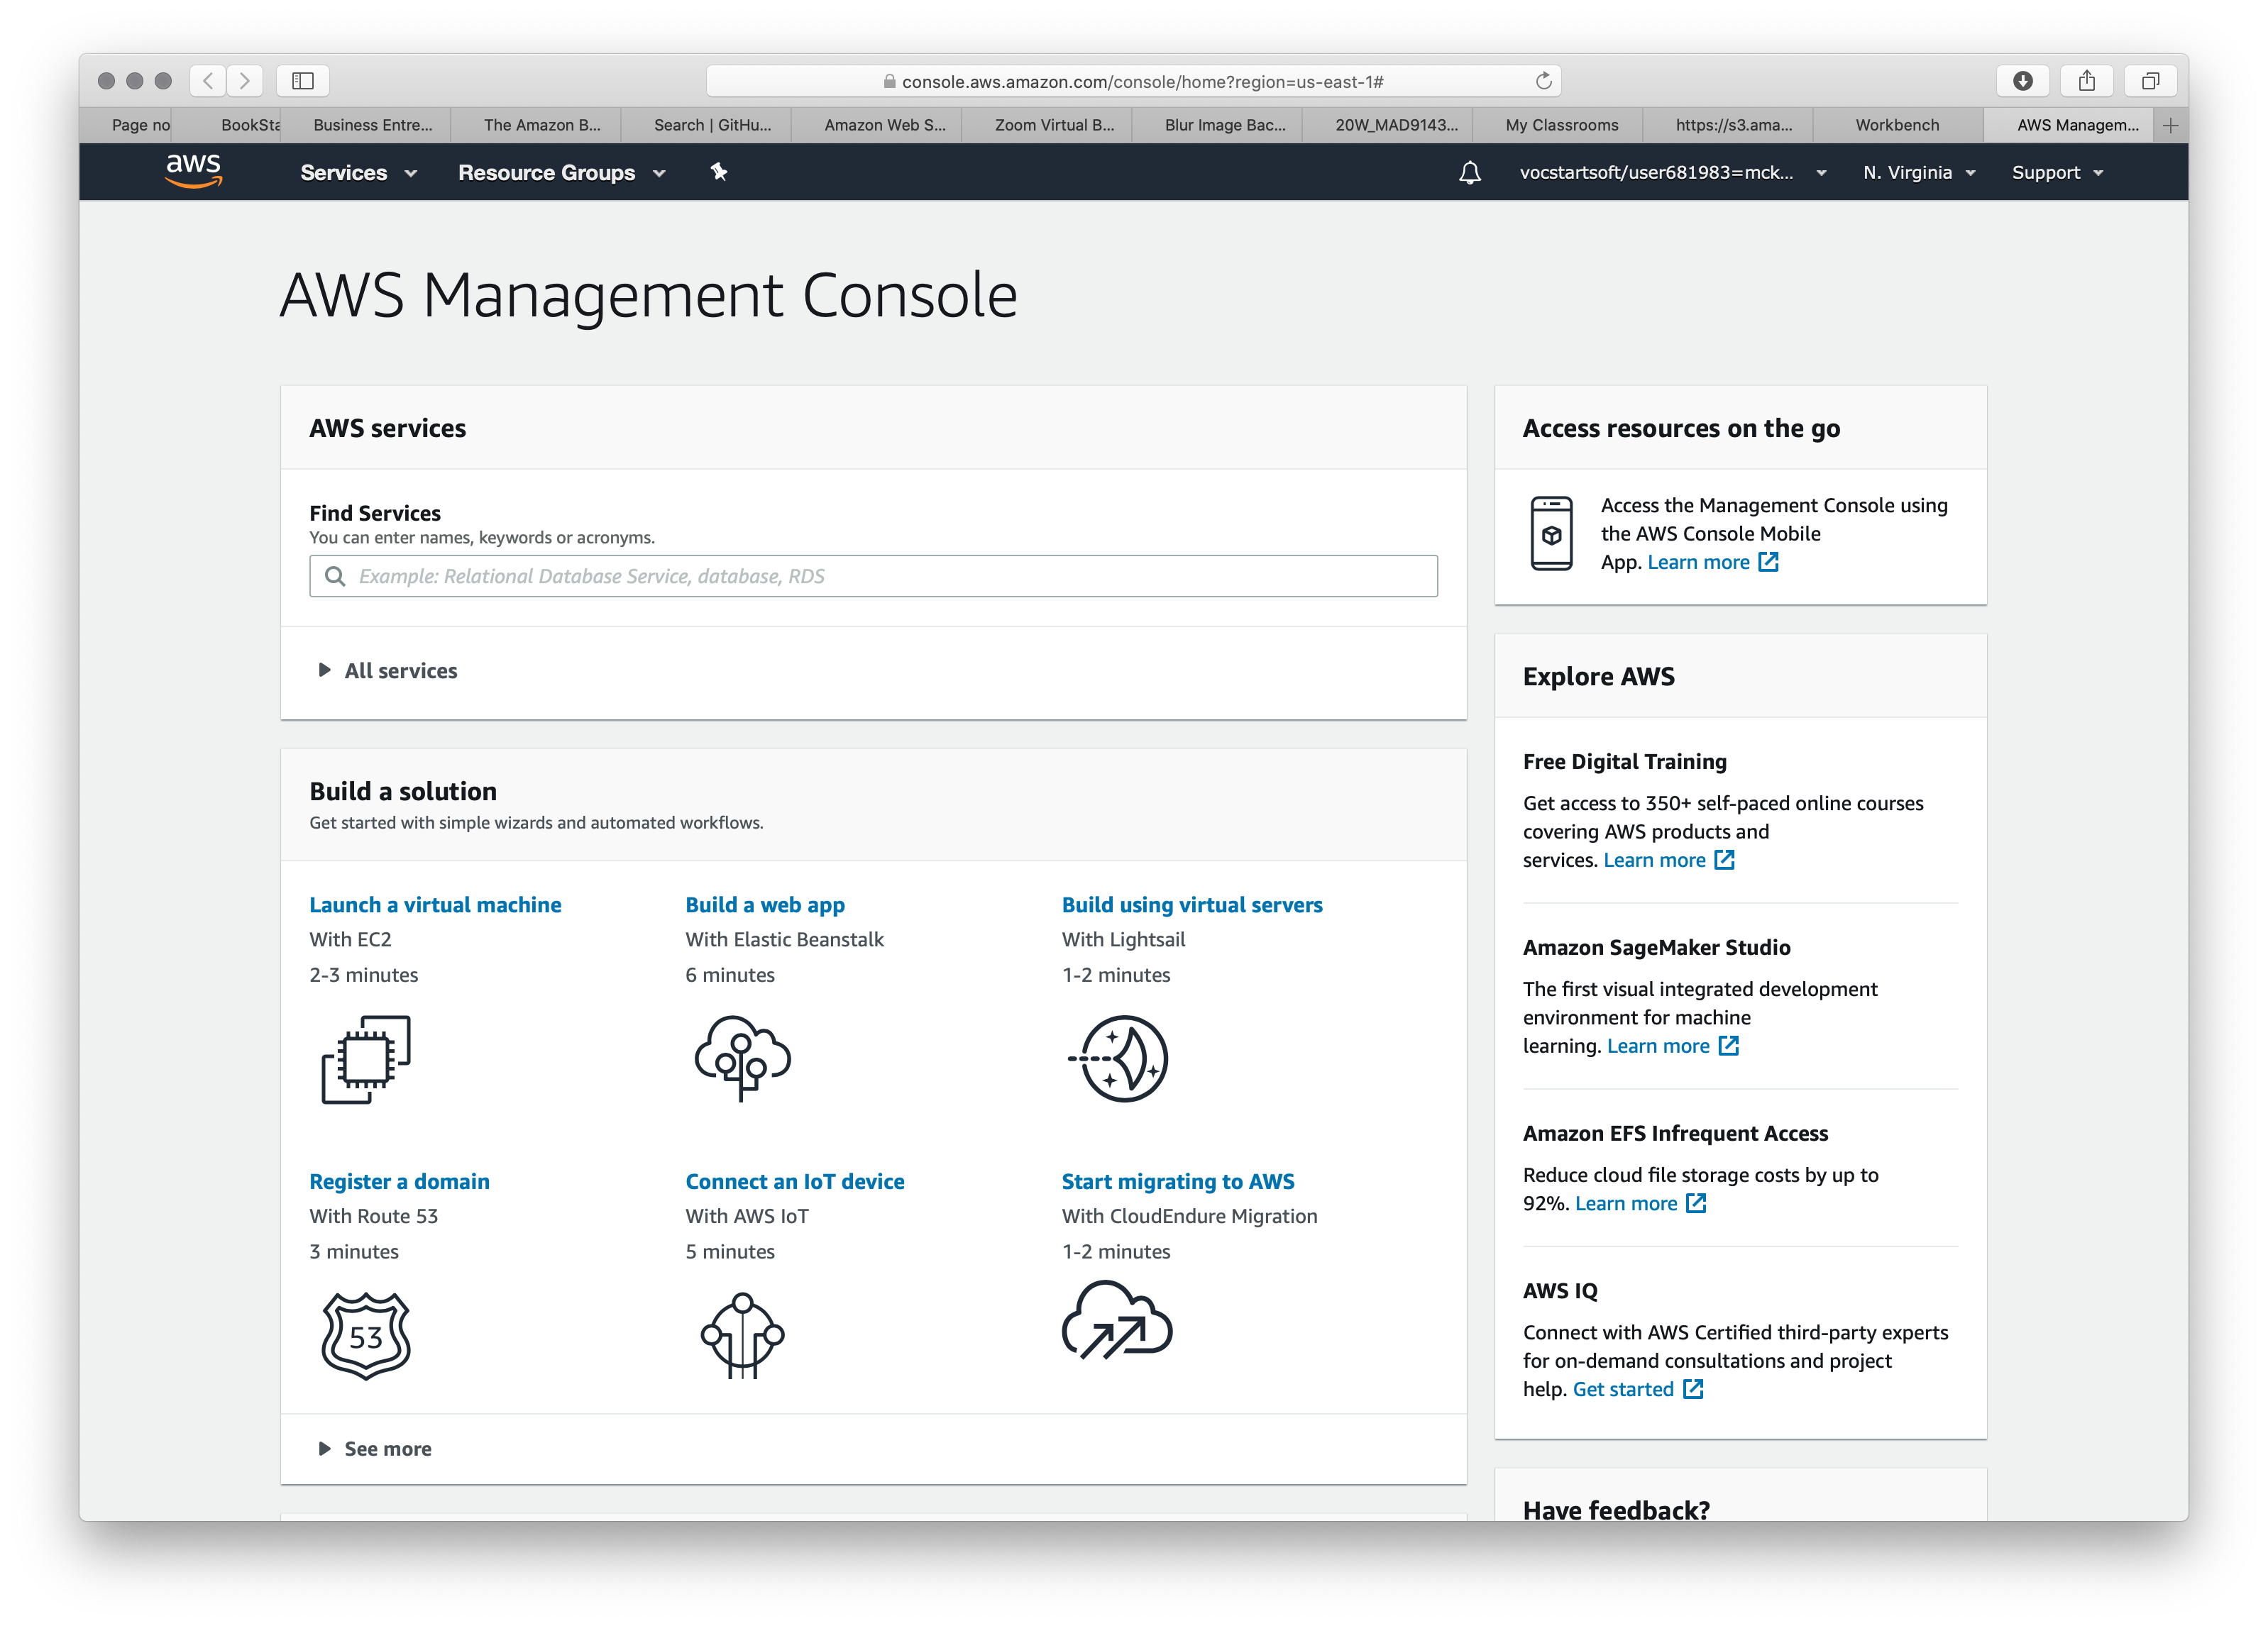 console.aws.amazon.com/console/home?region=us-east-1#
Page no
BookSta
Business Entre...
The Amazon B...
Search | GitHu...
Amazon Web S...
Zoom Virtual B...
Blur Image Bac...
20W_MAD9143...
My Classrooms
https://s3.ama...
Workbench
AWS Managem...
aws
Services
Resource Groups
vocstartsoft/user681983=mck...
N. Virginia
Support
AWS Management Console
AWS services
Find Services
You can enter names, keywords or acronyms.
Example: Relational Database Service, database, RDS
All services
Build a solution
Get started with simple wizards and automated workflows.
Launch a virtual machine
With EC2
2-3 minutes
Build a web app
With Elastic Beanstalk
6 minutes
Build using virtual servers
With Lightsail
1-2 minutes
Register a domain
With Route 53
3 minutes
53
Connect an IoT device
With AWS IoT
5 minutes
Start migrating to AWS
With CloudEndure Migration
1-2 minutes
See more
Access resources on the go
Access the Management Console using
the AWS Console Mobile
App. Learn more
Explore AWS
Free Digital Training
Get access to 350+ self-paced online courses
covering AWS products and
services. Learn more
Amazon SageMaker Studio
The first visual integrated development
environment for machine
learning. Learn more
Amazon EFS Infrequent Access
Reduce cloud file storage costs by up to
92%. Learn more
AWS IQ
Connect with AWS Certified third-party experts
for on-demand consultations and project
help. Get started
Have feedback?